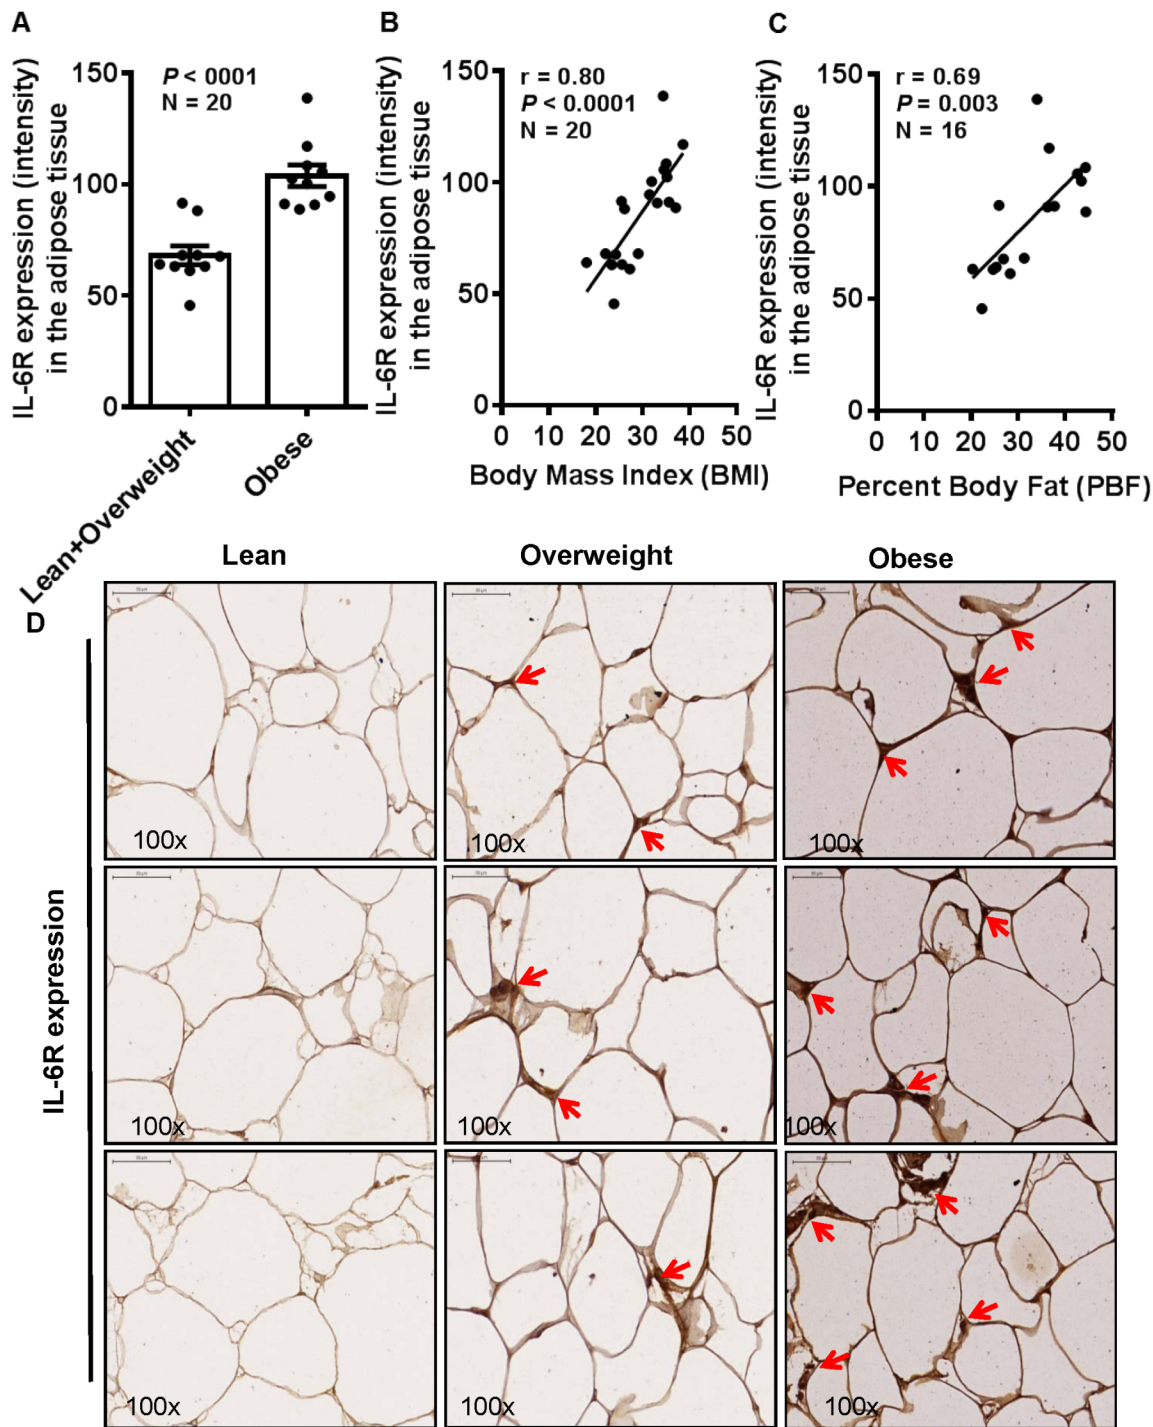 A
IL-6R expression (intensity)
in the adipose tissue
150
100
50
0
P < 0001
N = 20
Lean+Overweight
Obese
B
IL-6R expression (intensity)
in the adipose tissue
150
100
50
0
r = 0.80
P < 0.0001
N = 20
0 10 20 30 40 50
Body Mass Index (BMI)
C
IL-6R expression (intensity)
in the adipose tissue
150
100
50
0
r = 0.69
P = 0.003
N = 16
0 10 20 30 40 50
Percent Body Fat (PBF)
D
Lean Overweight Obese
IL-6R expression
100x 100x 100x
100x 100x 100x
100x 100x 100x